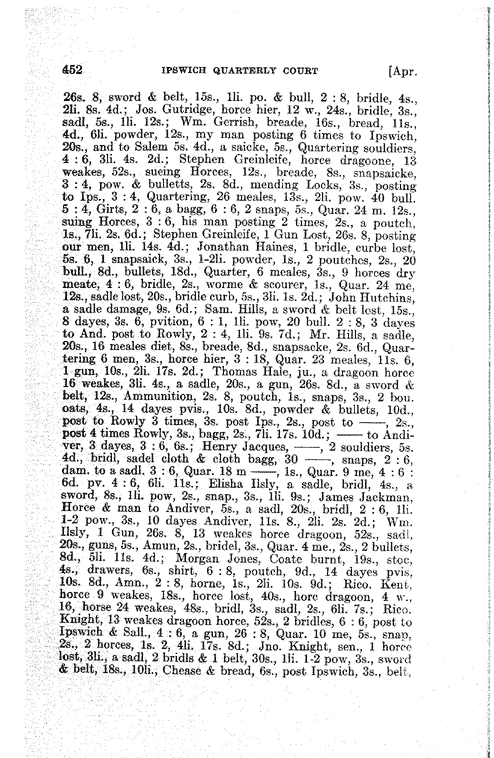 452 IPSWICH QUARTERLY COURT [Apr.
26s. 8, sword & belt, 15s., 1li. po. & bull, 2 : 8, bridle, 4s.,
2li. 8s. 4d.; Jos. Gutridge, horce hier, 12 w., 24s., bridle, 3s.,
sadl, 5s., 1li. 12s.; Wm. Gerrish, breade, 16s., bread, 11s.,
4d., 6li. powder, 12s., my man posting 6 times to Ipswich,
20s., and to Salem 5s. 4d., a saicke, 5s., Quartering souldiers,
4 : 6, 3li. 4s. 2d.; Stephen Greinleife, horce dragoone, 13
weakes, 52s., sueing Horces, 12s., breade, 8s., snapsaicke,
3 : 4, pow. & bulletts, 2s. 8d., mending Locks, 3s., posting
to Ips., 3 : 4, Quartering, 26 meales, 13s., 2li. pow. 40 bull.
5 : 4, Girts, 2 : 6, a bagg, 6 : 6, 2 snaps, 5s., Quar. 24 m. 12s.,
suing Horces, 3 : 6, his man posting 2 times, 2s., a poutch,
1s., 7li. 2s. 6d.; Stephen Greinleife, 1 Gun Lost, 26s. 8, posting
our men, 1li. 14s. 4d.; Jonathan Haines, 1 bridle, curbe lost,
5s. 6, 1 snapsaick, 3s., 1-2li. powder, 1s., 2 poutches, 2s., 20
bull., 8d., bullets, 18d., Quarter, 6 meales, 3s., 9 horces dry
meate, 4 : 6, bridle, 2s., worme & scourer, 1s., Quar. 24 me,
12s., sadle lost, 20s., bridle curb, 5s., 3li. 1s. 2d.; John Hutchins,
a sadle damage, 9s. 6d.; Sam. Hills, a sword & belt lost, 15s.,
8 dayes, 3s. 6, pvition, 6 : 1, 1li. pow, 20 bull. 2 : 8, 3 dayes
to And. post to Rowly, 2 : 4, 1li. 9s. 7d.; Mr. Hills, a sadle,
20s., 16 meales diet, 8s., breade, 8d., snapsacke, 2s. 6d., Quar-
tering 6 men, 3s., horce hier, 3 : 18, Quar. 23 meales, 11s. 6,
1 gun, 10s., 2li. 17s. 2d.; Thomas Hale, ju., a dragoon horce
16 weakes, 3li. 4s., a sadle, 20s., a gun, 26s. 8d., a sword &
belt, 12s., Ammunition, 2s. 8, poutch, 1s., snaps, 3s., 2 bou.
oats, 4s., 14 dayes pvis., 10s. 8d., powder & bullets, 10d.,
post to Rowly 3 times, 3s. post Ips., 2s., post to ——, 2s.,
post 4 times Rowly, 3s., bagg, 2s., 7li. 17s. 10d.; —— to Andi-
ver, 3 dayes, 3 : 6, 6s.; Henry Jacques, ——, 2 souldiers, 5s.
4d., bridl, sadel cloth & cloth bagg, 30 ——, snaps, 2 : 6,
dam. to a sadl. 3 : 6, Quar. 18 m ——, 1s., Quar. 9 me, 4 : 6 :
6d. pv. 4 : 6, 6li. 11s.; Elisha Ilsly, a sadle, bridl, 4s., a
sword, 8s., 1li. pow, 2s., snap., 3s., 1li. 9s.; James Jackman,
Horce & man to Andiver, 5s., a sadl, 20s., bridl, 2 : 6, 1li.
1-2 pow., 3s., 10 dayes Andiver, 11s. 8., 2li. 2s. 2d.; Wm.
Ilsly, 1 Gun, 26s. 8, 13 weakes horce dragoon, 52s., sadl,
20s., guns, 5s., Amun, 2s., bridel, 3s., Quar. 4 me., 2s., 2 bullets,
8d., 5li. 11s. 4d.; Morgan Jones, Coate burnt, 19s., stoc,
4s., drawers, 6s., shirt, 6 : 8, poutch, 9d., 14 dayes pvis,
10s. 8d., Amn., 2 : 8, horne, 1s., 2li. 10s. 9d.; Rico. Kent,
horce 9 weakes, 18s., horce lost, 40s., horc dragoon, 4 w.,
16, horse 24 weakes, 48s., bridl, 3s., sadl, 2s., 6li. 7s.; Rico.
Knight, 13 weakes dragoon horce, 52s., 2 bridles, 6 : 6, post to
Ipswich & Sall., 4 : 6, a gun, 26 : 8, Quar. 10 me, 5s., snap,
2s., 2 horces, 1s. 2, 4li. 17s. 8d.; Jno. Knight, sen., 1 horce
lost, 3li., a sadl, 2 bridls & 1 belt, 30s., 1li. 1-2 pow, 3s., sword
& belt, 18s., 10li., Chease & bread, 6s., post Ipswich, 3s., belt,